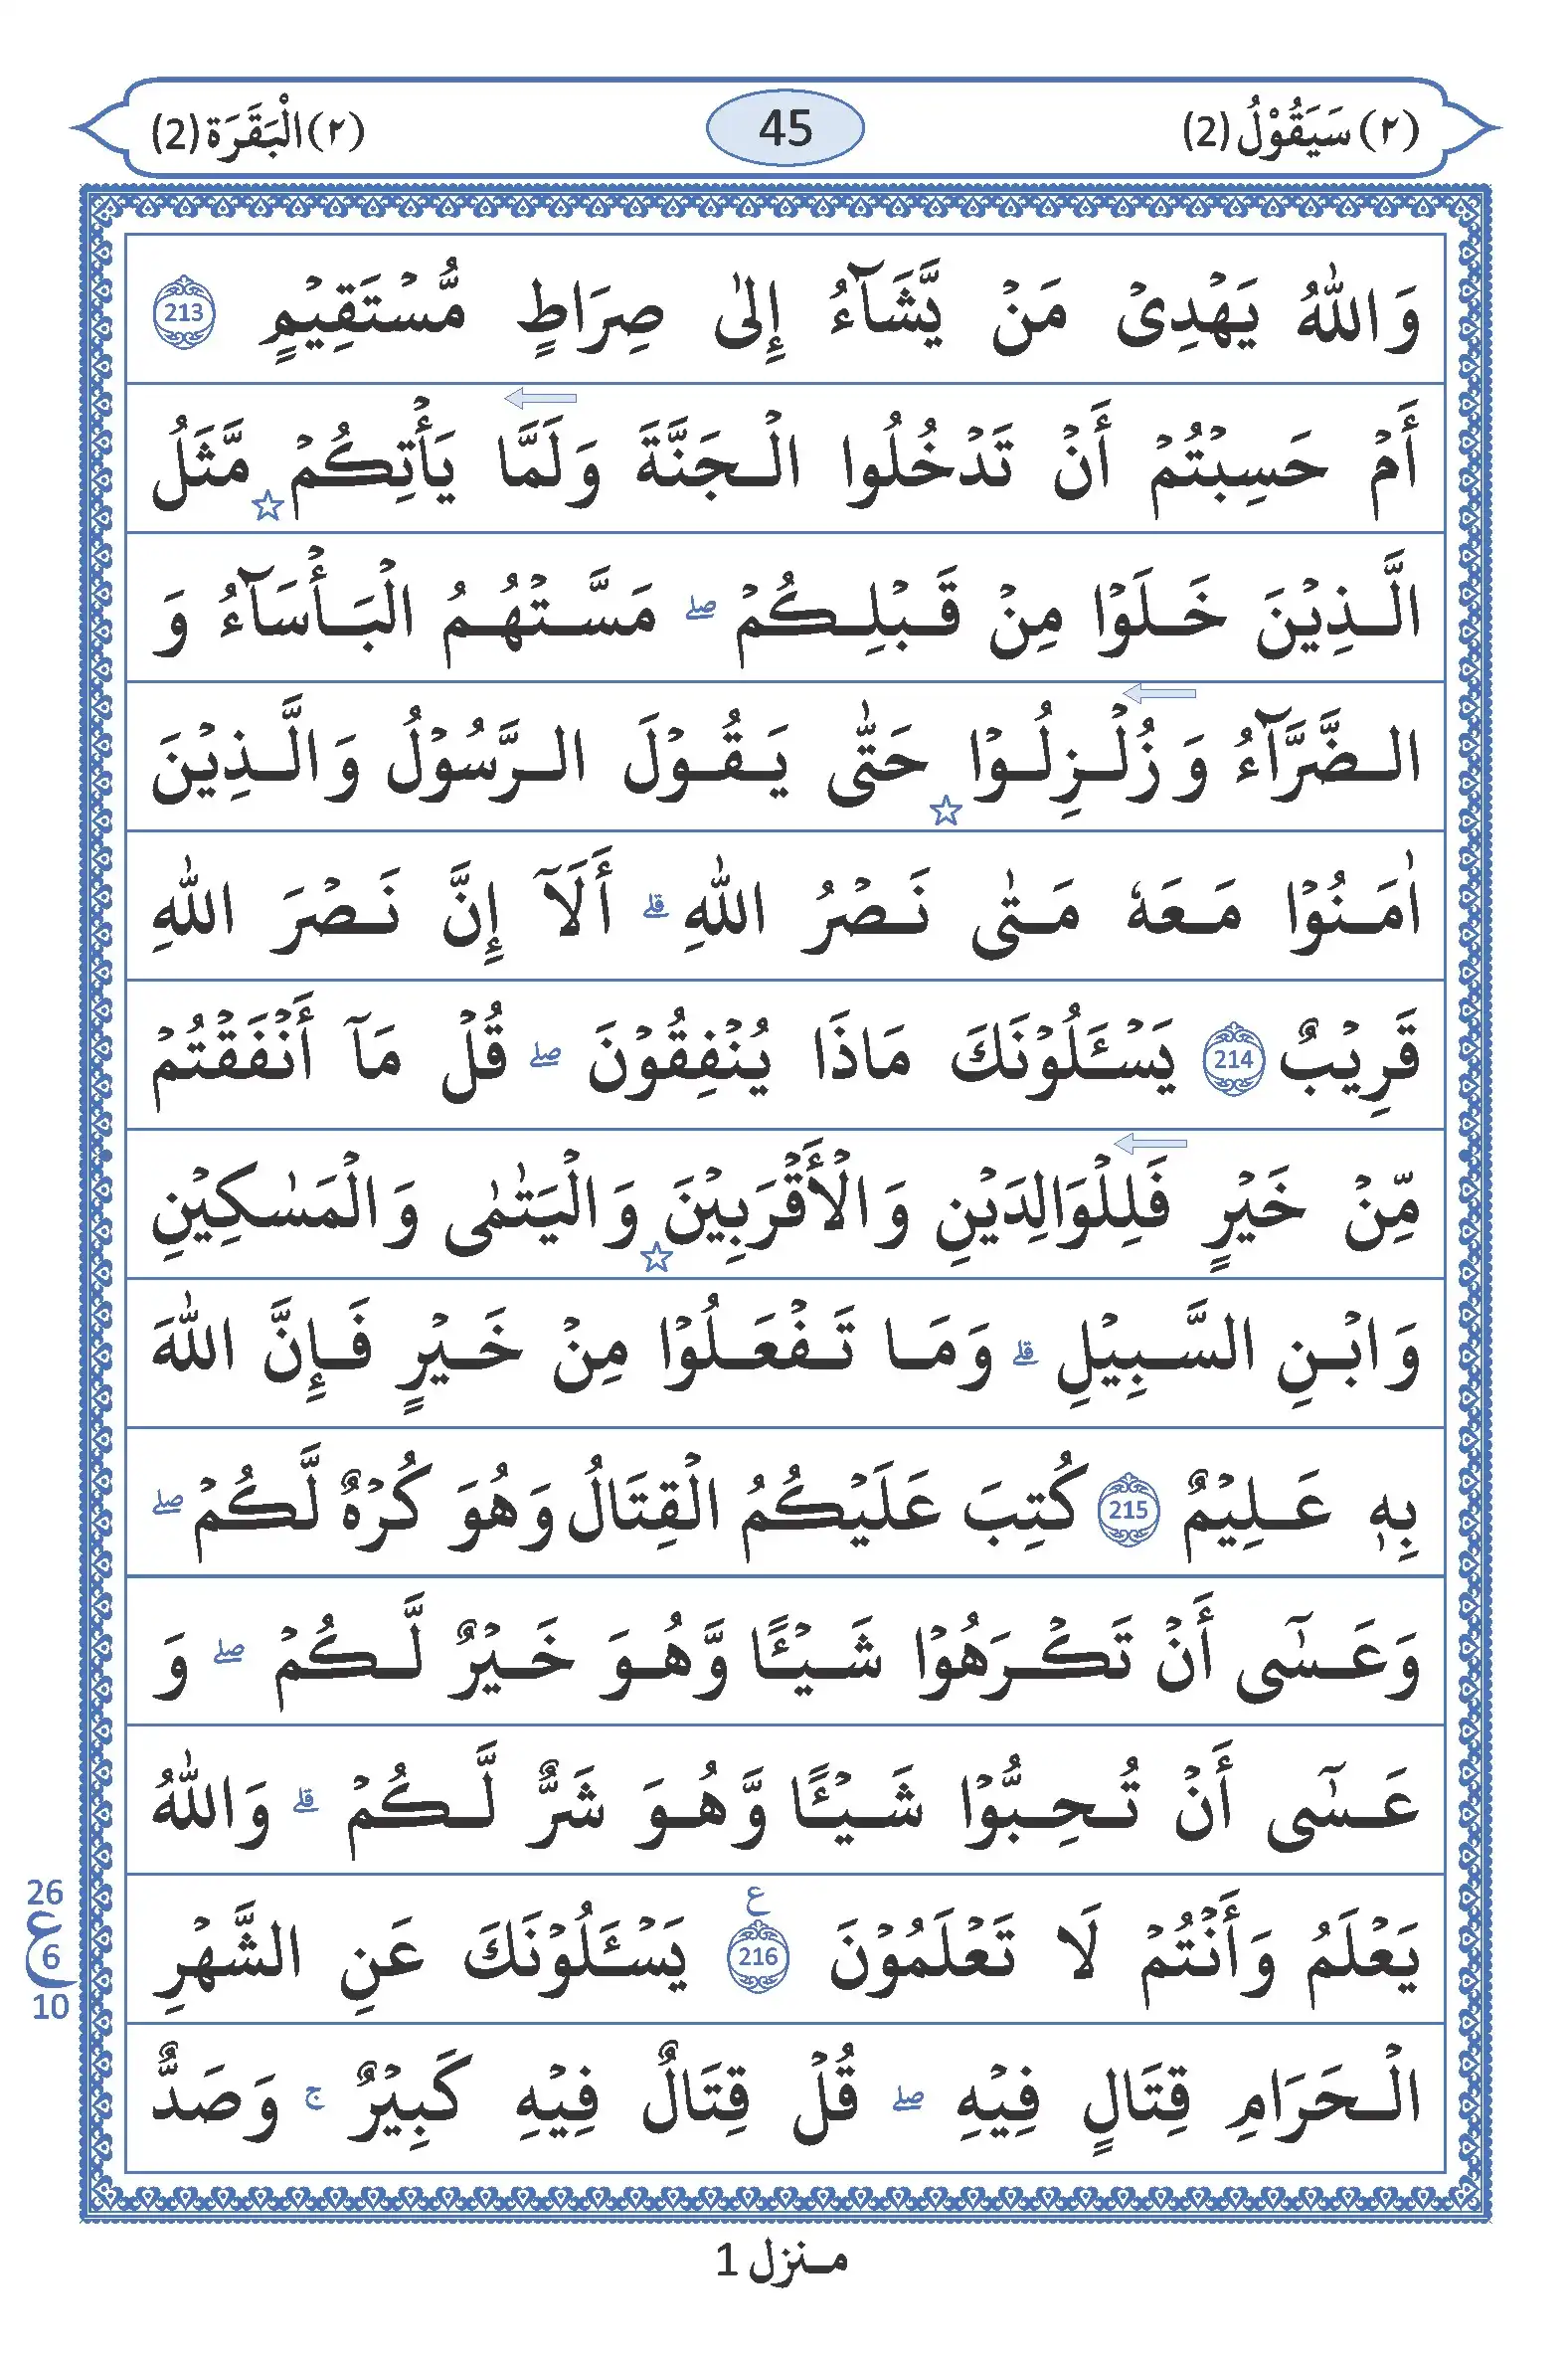 (٢) سَيَقُوْلُ (2)
45
(٢) الْبَقَرَة (2)
وَاللّٰهُ يَهْدِىْ مَنْ يَّشَآءُ إِلٰى صِرَاطٍ مُّسْتَقِيْمٍ 213
أَمْ حَسِبْتُمْ أَنْ تَدْخُلُوا الْجَنَّةَ وَلَمَّا يَأْتِكُمْ مَّثَلُ
الَّذِيْنَ خَلَوْا مِنْ قَبْلِكُمْ ۖ مَسَّتْهُمُ الْبَأْسَآءُ وَ
الضَّرَّآءُ وَزُلْزِلُوْا حَتّٰى يَقُوْلَ الرَّسُوْلُ وَالَّذِيْنَ
اٰمَنُوْا مَعَهٗ مَتٰى نَصْرُ اللّٰهِ ۗ أَلَآ إِنَّ نَصْرَ اللّٰهِ
قَرِيْبٌ 214 يَسْـَٔلُوْنَكَ مَاذَا يُنْفِقُوْنَ ۖ قُلْ مَآ أَنْفَقْتُمْ
مِّنْ خَيْرٍ فَلِلْوَالِدَيْنِ وَالْأَقْرَبِيْنَ وَالْيَتٰمٰى وَالْمَسٰكِيْنِ
وَابْنِ السَّبِيْلِ ۗ وَمَا تَفْعَلُوْا مِنْ خَيْرٍ فَإِنَّ اللّٰهَ
بِهٖ عَلِيْمٌ 215 كُتِبَ عَلَيْكُمُ الْقِتَالُ وَهُوَ كُرْهٌ لَّكُمْ ۖ
وَعَسٰٓى أَنْ تَكْرَهُوْا شَيْـًٔا وَّهُوَ خَيْرٌ لَّكُمْ ۖ وَ
عَسٰٓى أَنْ تُحِبُّوْا شَيْـًٔا وَّهُوَ شَرٌّ لَّكُمْ ۗ وَاللّٰهُ
يَعْلَمُ وَأَنْتُمْ لَا تَعْلَمُوْنَ 216 ع يَسْـَٔلُوْنَكَ عَنِ الشَّهْرِ
26
ع 6
10
الْحَرَامِ قِتَالٍ فِيْهِ ۖ قُلْ قِتَالٌ فِيْهِ كَبِيْرٌ ۚ وَصَدٌّ
منزل 1